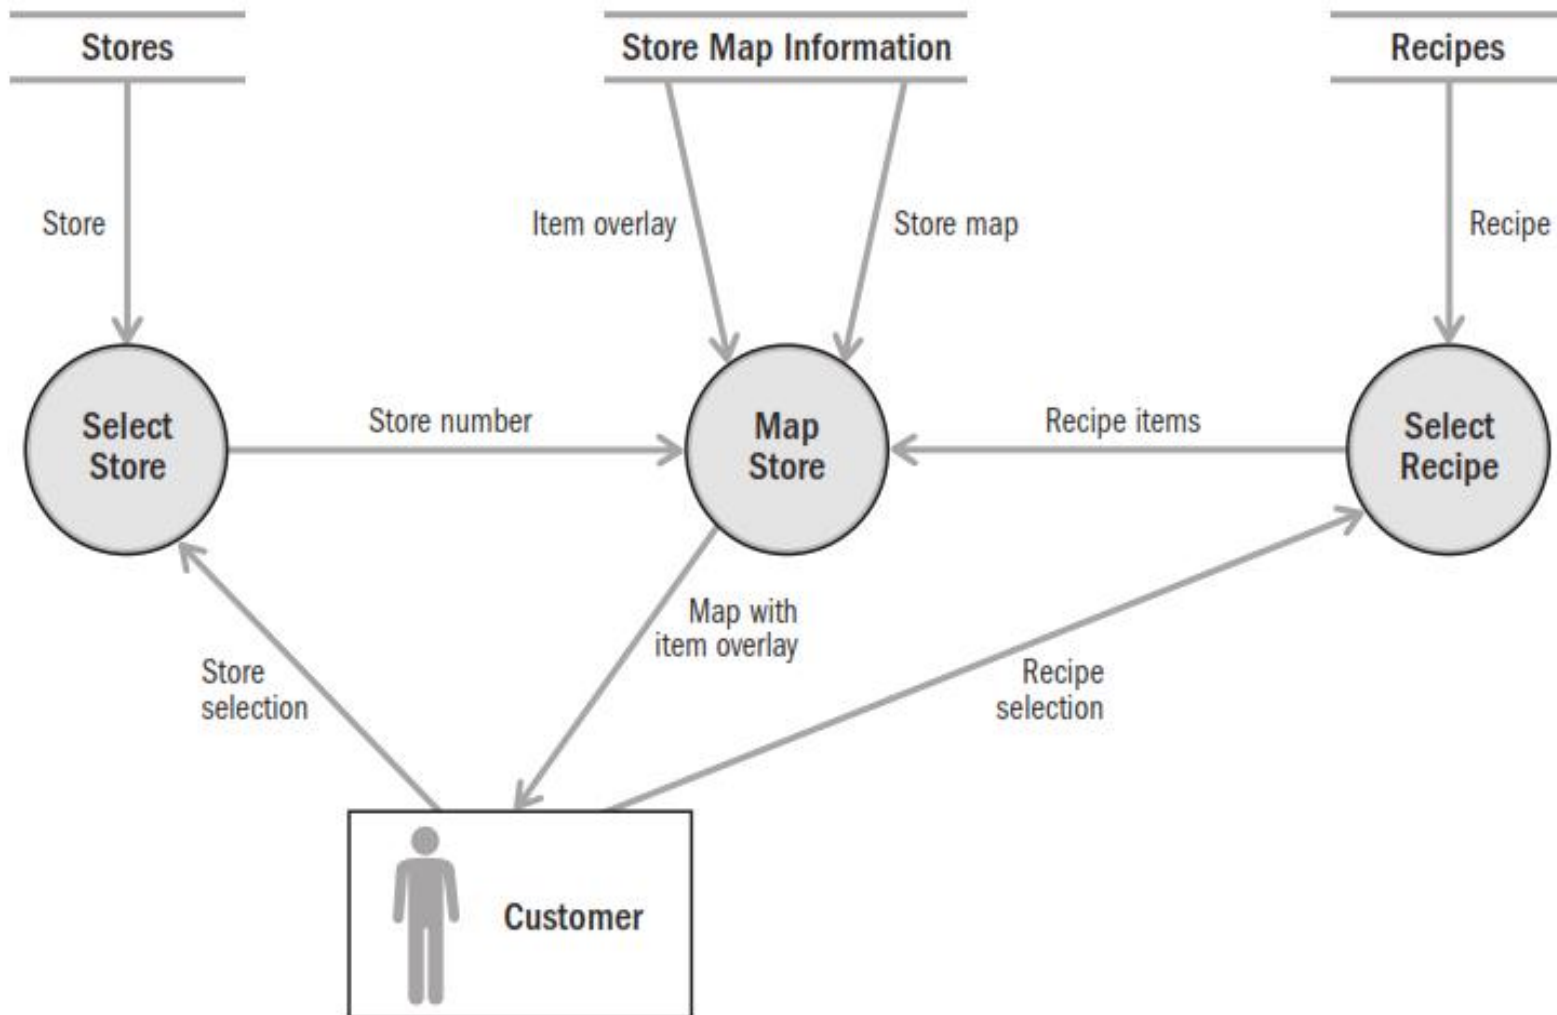 Stores
Store Map Information
Recipes
Store
Item overlay
Store map
Recipe
Select
Store
Store number
Map
Store
Recipe items
Select
Recipe
Map with
item overlay
Store
selection
Recipe
selection
Customer